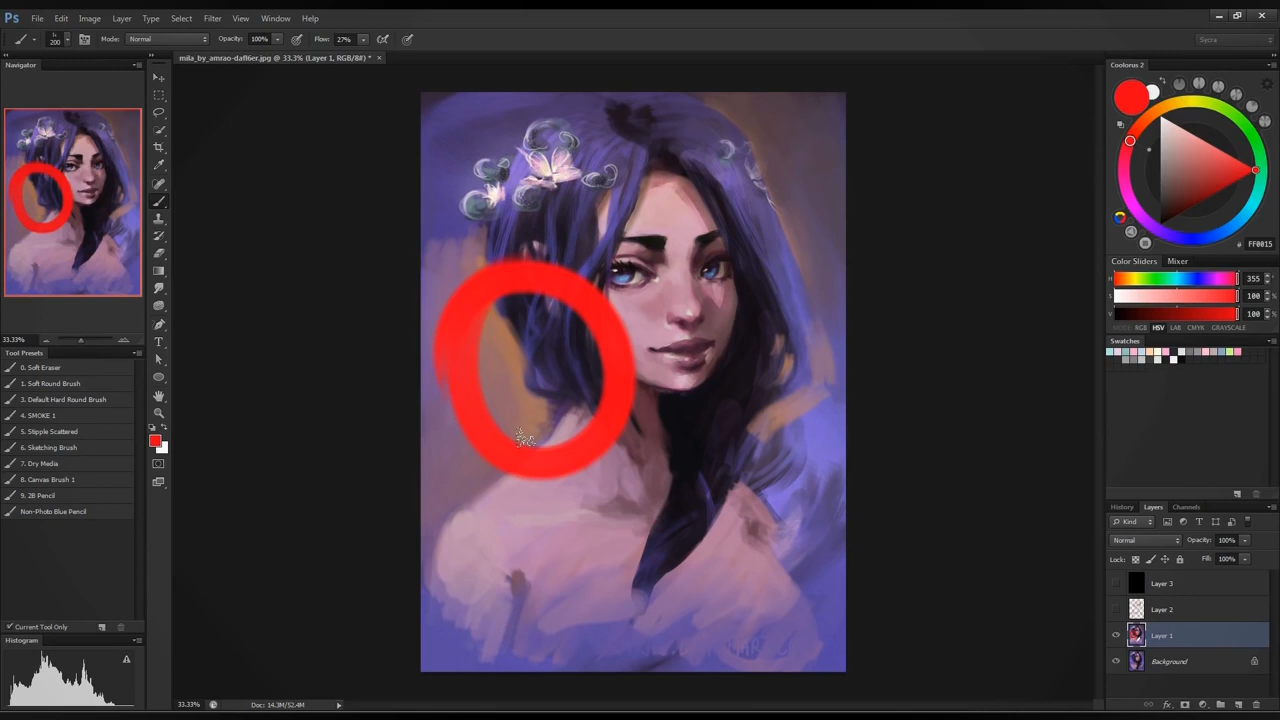 Ps File Edit Image Layer Type Select Filter View Window Help
200 Mode: Normal Opacity: 100% Flow: 27% Sycra
mila_by_amrao-dafl6er.jpg @ 33.3% (Layer 1, RGB/8#) * ×
Navigator
33.33%
Tool Presets
0. Soft Eraser
1. Soft Round Brush
3. Default Hard Round Brush
4. SMOKE 1
5. Stipple Scattered
6. Sketching Brush
7. Dry Media
8. Canvas Brush 1
9. 2B Pencil
Non-Photo Blue Pencil
Current Tool Only
Histogram
33.33% Doc: 14.3M/52.4M
Coolorus 2
# FF0015
Color Sliders Mixer
H 355 °
S 100 %
V 100 %
MODE RGB HSV LAB CMYK GRAYSCALE
Swatches
History Layers Channels
Kind
Normal Opacity: 100%
Lock: Fill: 100%
Layer 3
Layer 2
Layer 1
Background